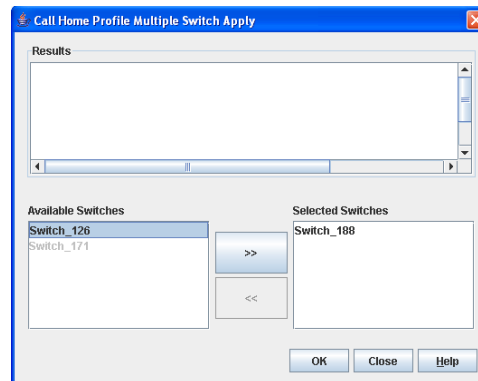 Call Home Profile Multiple Switch Apply
Results
Available Switches
Selected Switches
Switch_126
Switch_171
Switch_188
>>
<<
OK
Close
Help